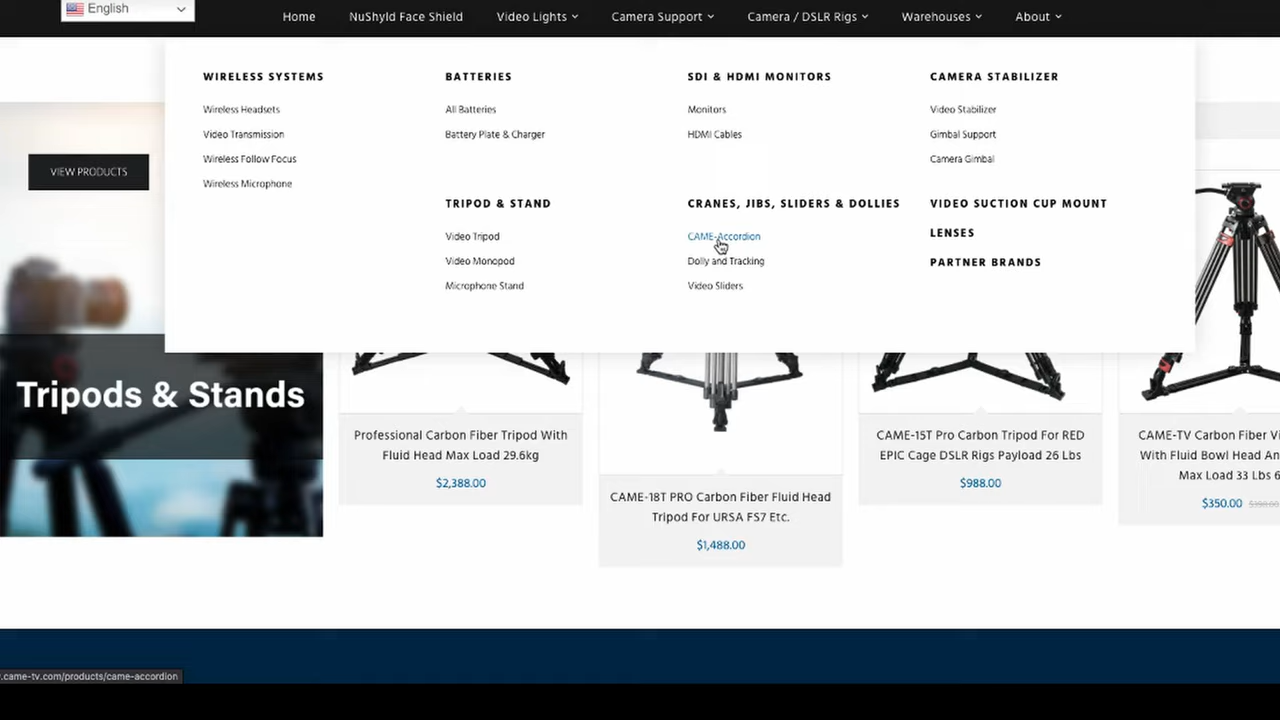 English
Home
NuShyld Face Shield
Video Lights
Camera Support
Camera / DSLR Rigs
Warehouses
About
WIRELESS SYSTEMS
Wireless Headsets
Video Transmission
Wireless Follow Focus
Wireless Microphone
BATTERIES
All Batteries
Battery Plate & Charger
SDI & HDMI MONITORS
Monitors
HDMI Cables
CAMERA STABILIZER
Video Stabilizer
Gimbal Support
Camera Gimbal
TRIPOD & STAND
Video Tripod
Video Monopod
Microphone Stand
CRANES, JIBS, SLIDERS & DOLLIES
CAME-Accordion
Dolly and Tracking
Video Sliders
VIDEO SUCTION CUP MOUNT
LENSES
PARTNER BRANDS
VIEW PRODUCTS
Tripods & Stands
Professional Carbon Fiber Tripod With
Fluid Head Max Load 29.6kg
$2,388.00
CAME-18T PRO Carbon Fiber Fluid Head
Tripod For URSA FS7 Etc.
$1,488.00
CAME-15T Pro Carbon Tripod For RED
EPIC Cage DSLR Rigs Payload 26 Lbs
$988.00
CAME-TV Carbon Fiber Vi
With Fluid Bowl Head An
Max Load 33 Lbs 6
$350.00
.came-tv.com/products/came-accordion